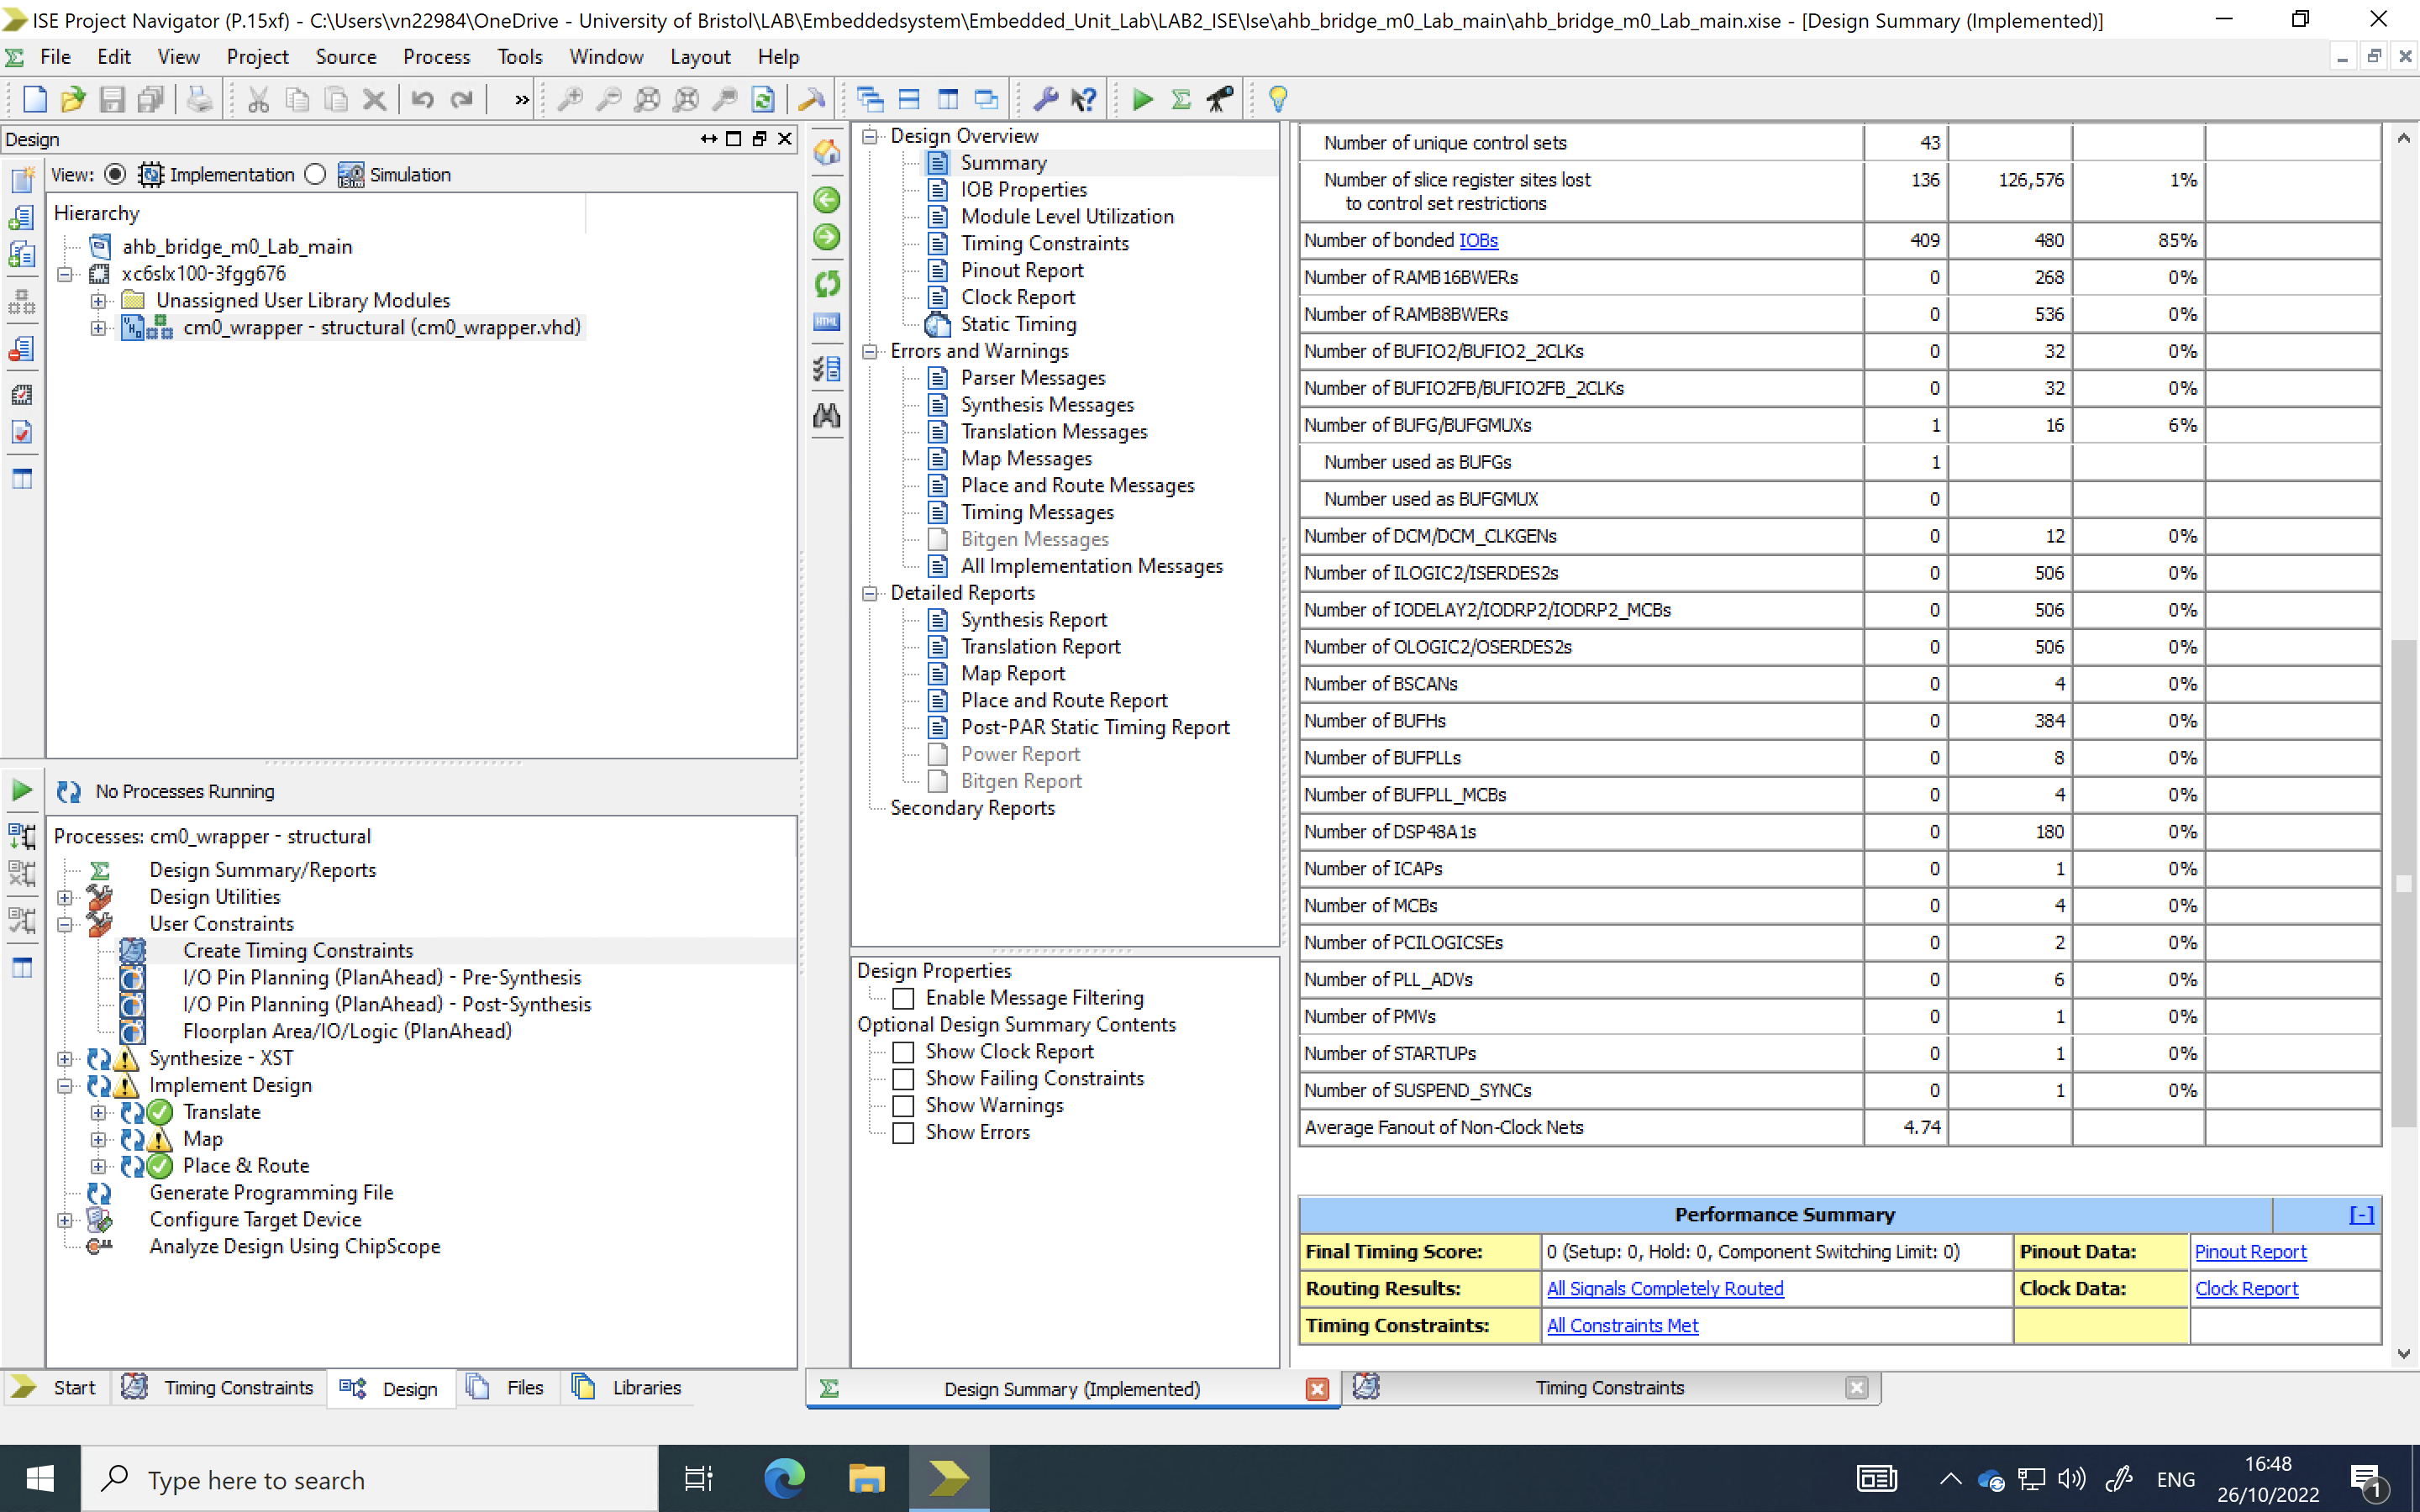 ISE Project Navigator (P.15xf) - C:\Users\vn22984\OneDrive - University of Bristol\LAB\Embeddedsystem\Embedded_Unit_Lab\LAB2_ISE\Ise\ahb_bridge_m0_Lab_main\ahb_bridge_m0_Lab_main.xise - [Design Summary (Implemented)]
File Edit View Project Source Process Tools Window Layout Help
»
Design
View: Implementation Simulation
Hierarchy
ahb_bridge_m0_Lab_main
xc6slx100-3fgg676
Unassigned User Library Modules
cm0_wrapper - structural (cm0_wrapper.vhd)
No Processes Running
Processes: cm0_wrapper - structural
Design Summary/Reports
Design Utilities
User Constraints
Create Timing Constraints
I/O Pin Planning (PlanAhead) - Pre-Synthesis
I/O Pin Planning (PlanAhead) - Post-Synthesis
Floorplan Area/IO/Logic (PlanAhead)
Synthesize - XST
Implement Design
Translate
Map
Place & Route
Generate Programming File
Configure Target Device
Analyze Design Using ChipScope
Start Timing Constraints Design Files Libraries
Design Overview
Summary
IOB Properties
Module Level Utilization
Timing Constraints
Pinout Report
Clock Report
Static Timing
Errors and Warnings
Parser Messages
Synthesis Messages
Translation Messages
Map Messages
Place and Route Messages
Timing Messages
Bitgen Messages
All Implementation Messages
Detailed Reports
Synthesis Report
Translation Report
Map Report
Place and Route Report
Post-PAR Static Timing Report
Power Report
Bitgen Report
Secondary Reports
Design Properties
Enable Message Filtering
Optional Design Summary Contents
Show Clock Report
Show Failing Constraints
Show Warnings
Show Errors
Number of unique control sets 43
Number of slice register sites lost
to control set restrictions 136 126,576 1%
Number of bonded IOBs 409 480 85%
Number of RAMB16BWERs 0 268 0%
Number of RAMB8BWERs 0 536 0%
Number of BUFIO2/BUFIO2_2CLKs 0 32 0%
Number of BUFIO2FB/BUFIO2FB_2CLKs 0 32 0%
Number of BUFG/BUFGMUXs 1 16 6%
Number used as BUFGs 1
Number used as BUFGMUX 0
Number of DCM/DCM_CLKGENs 0 12 0%
Number of ILOGIC2/ISERDES2s 0 506 0%
Number of IODELAY2/IODRP2/IODRP2_MCBs 0 506 0%
Number of OLOGIC2/OSERDES2s 0 506 0%
Number of BSCANs 0 4 0%
Number of BUFHs 0 384 0%
Number of BUFPLLs 0 8 0%
Number of BUFPLL_MCBs 0 4 0%
Number of DSP48A1s 0 180 0%
Number of ICAPs 0 1 0%
Number of MCBs 0 4 0%
Number of PCILOGICSEs 0 2 0%
Number of PLL_ADVs 0 6 0%
Number of PMVs 0 1 0%
Number of STARTUPs 0 1 0%
Number of SUSPEND_SYNCs 0 1 0%
Average Fanout of Non-Clock Nets 4.74
Performance Summary [-]
Final Timing Score: 0 (Setup: 0, Hold: 0, Component Switching Limit: 0) Pinout Data: Pinout Report
Routing Results: All Signals Completely Routed Clock Data: Clock Report
Timing Constraints: All Constraints Met
Design Summary (Implemented) Timing Constraints
Type here to search
ENG
16:48
26/10/2022
1